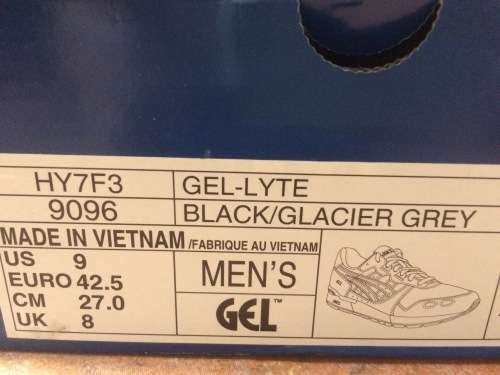 HY7F3 GEL-LYTE
9096 BLACK/GLACIER GREY
MADE IN VIETNAM /FABRIQUE AU VIETNAM
US 9
EURO 42.5
CM 27.0
UK 8
MEN'S
GEL™